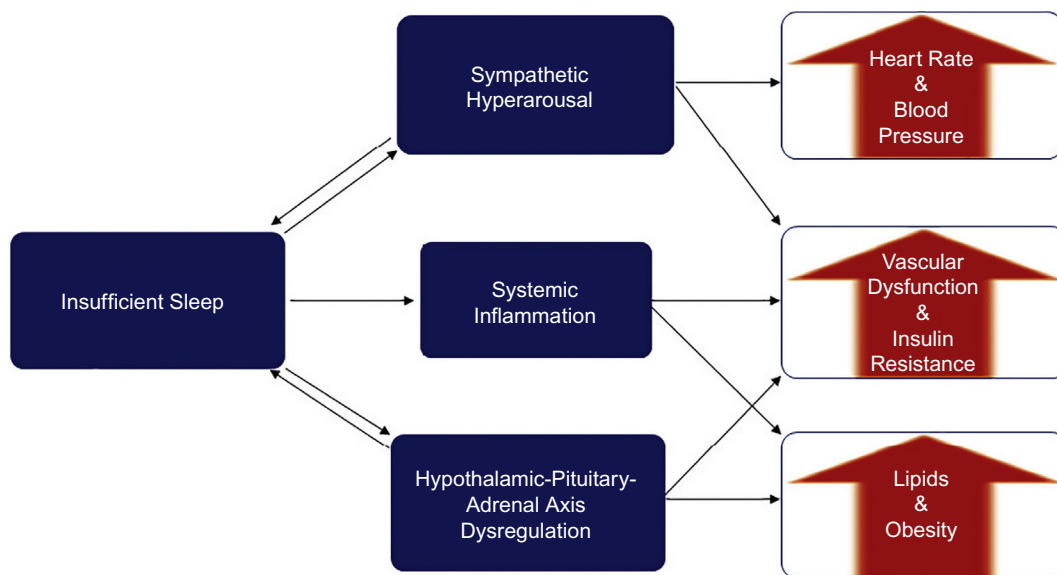 Sympathetic
Hyperarousal
Heart Rate
&
Blood
Pressure
Insufficient Sleep
Systemic
Inflammation
Vascular
Dysfunction
&
Insulin
Resistance
Hypothalamic-Pituitary-
Adrenal Axis
Dysregulation
Lipids
&
Obesity